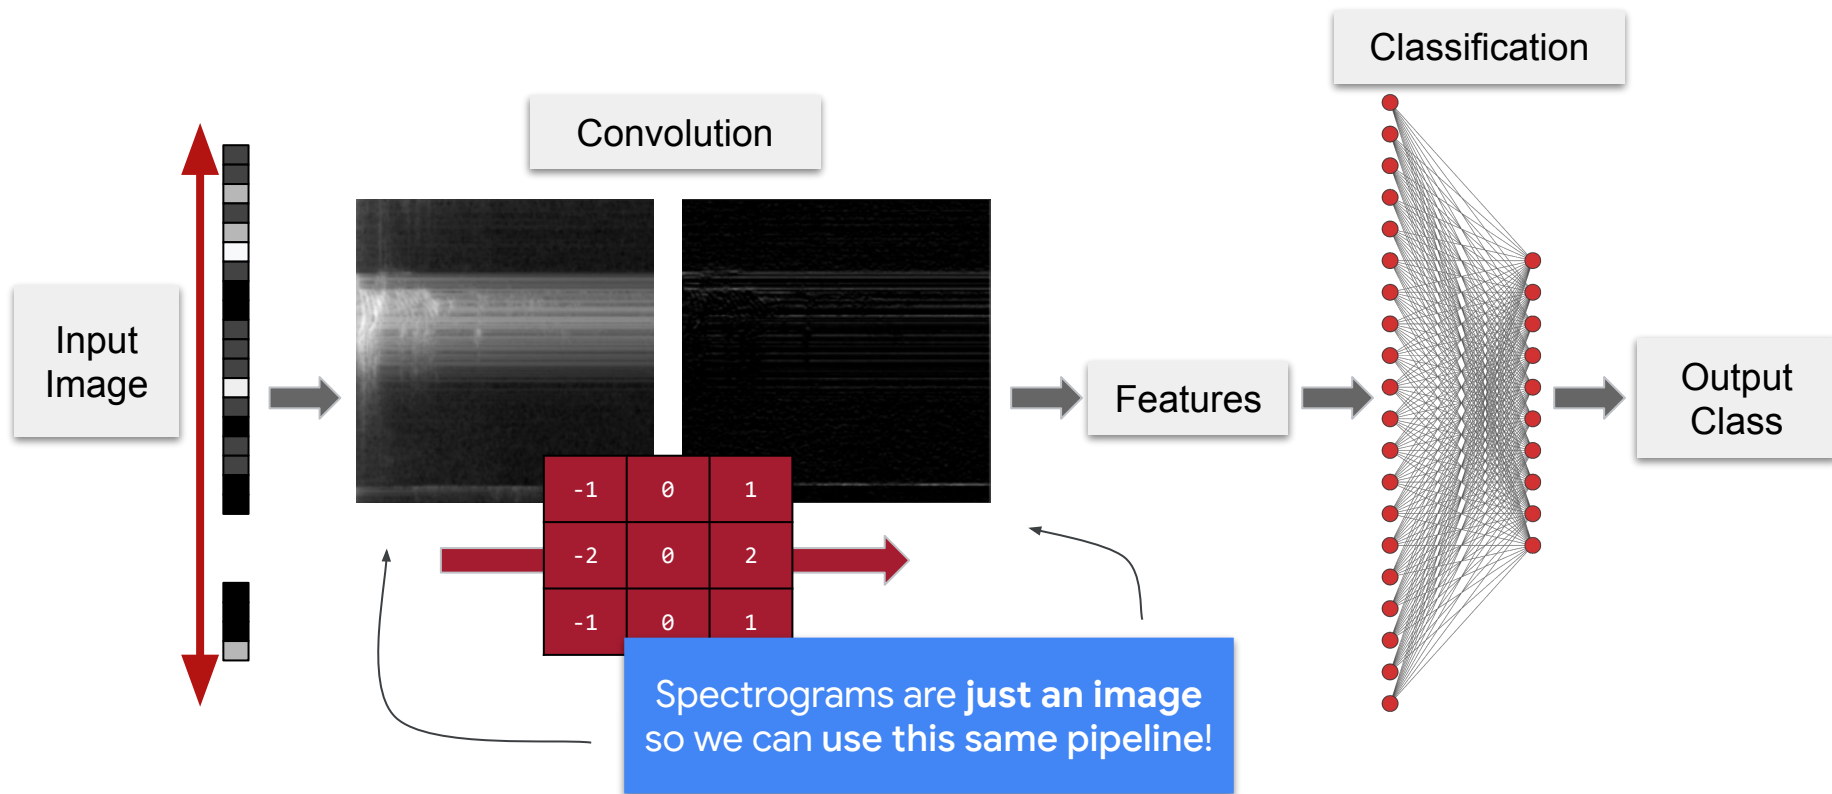 Classification
Convolution
Input
Image
-1 0 1
-2 0 2
-1 0 1
Features
Output
Class
Spectrograms are just an image
so we can use this same pipeline!